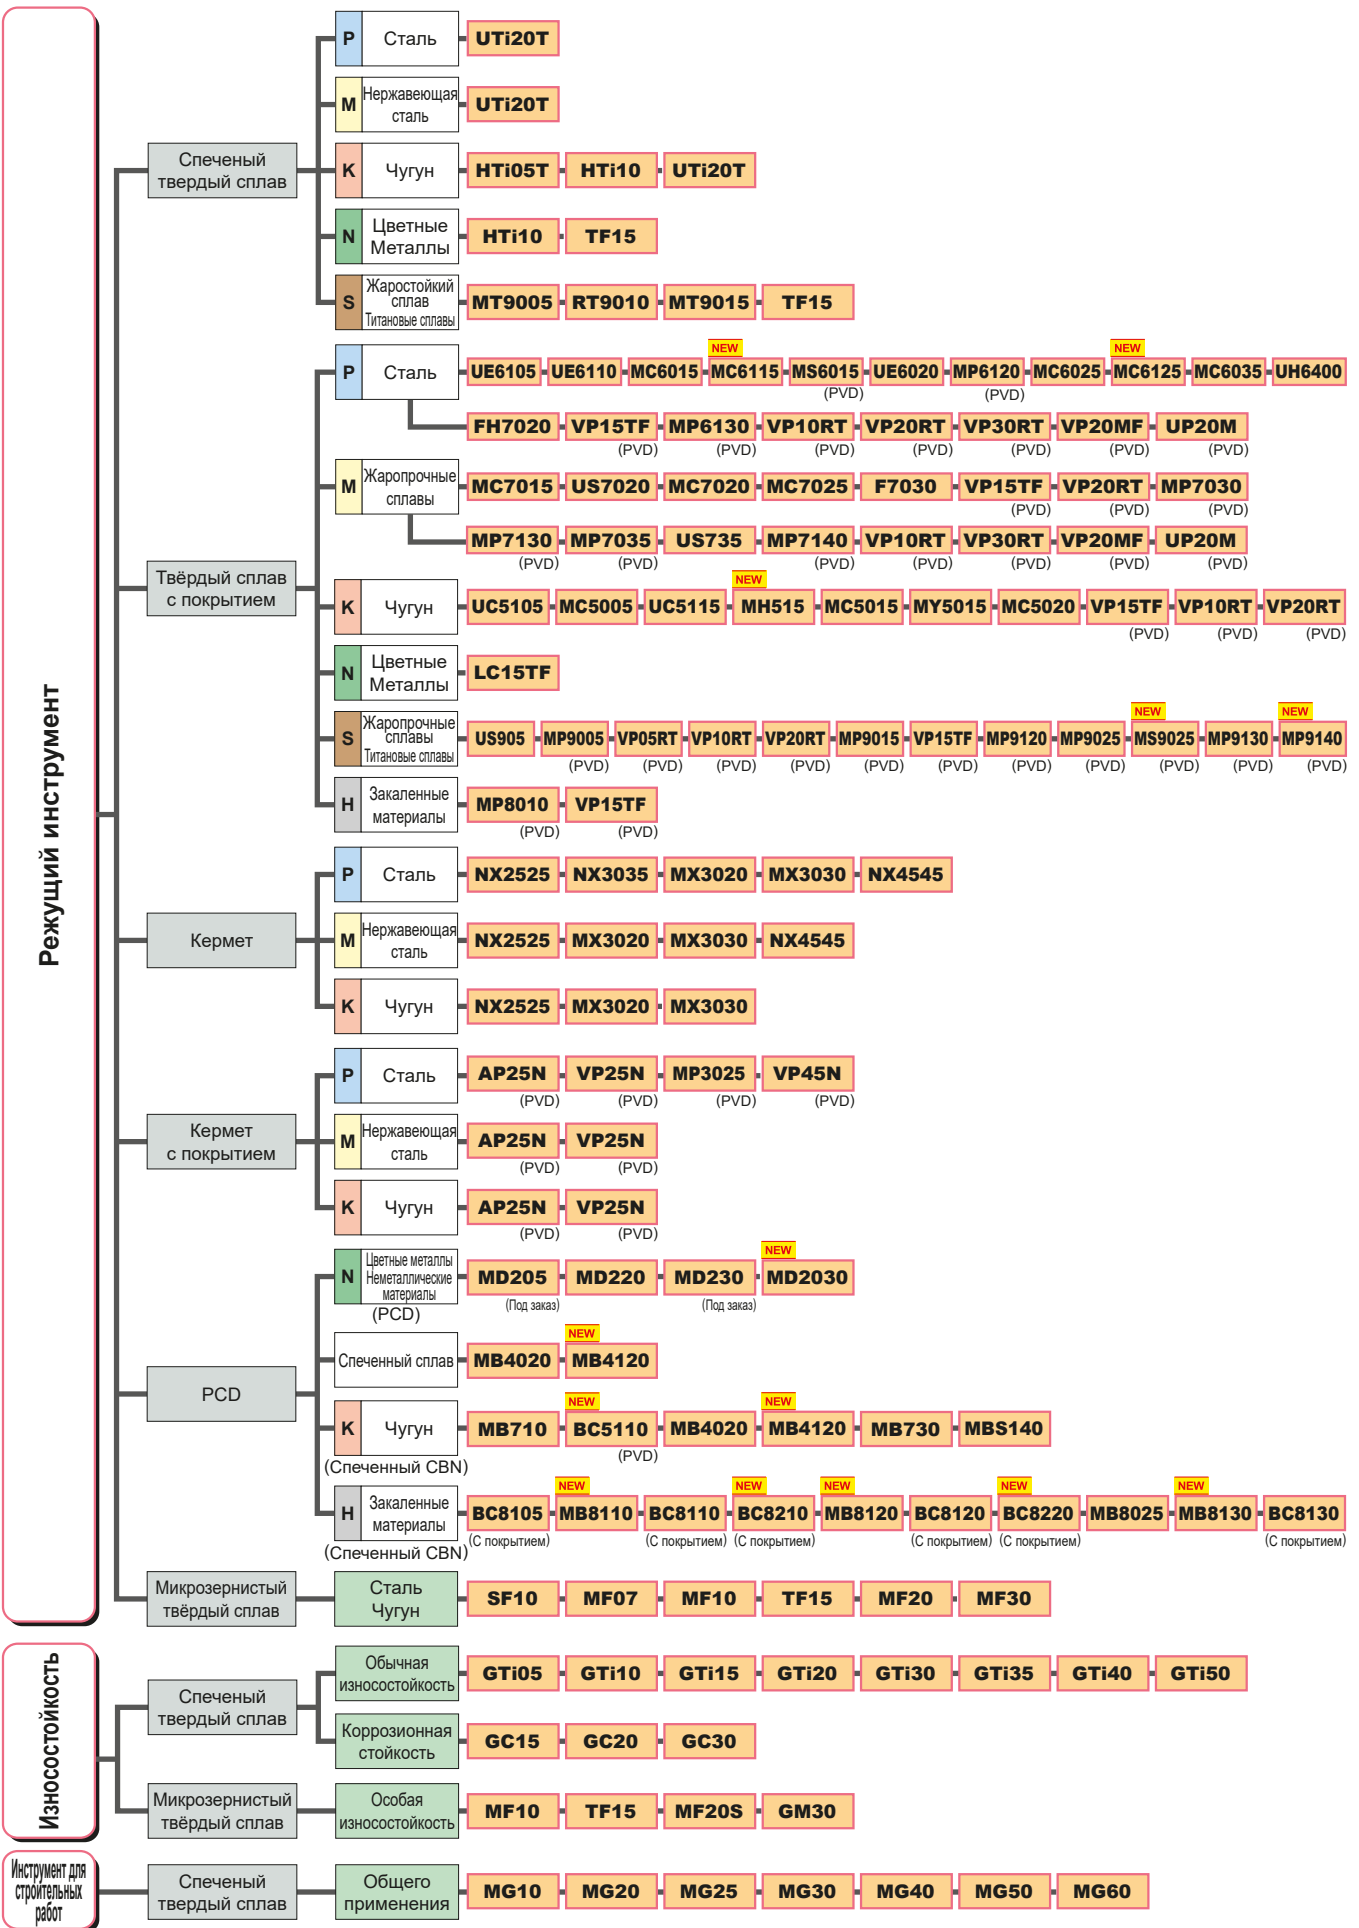 Режущий инструмент
Спеченый
твердый сплав
P Сталь UTi20T
M Нержавеющая
сталь UTi20T
K Чугун HTi05T HTi10 UTi20T
N Цветные
Металлы HTi10 TF15
S Жаростойкий
сплав
Титановые сплавы MT9005 RT9010 MT9015 TF15
Твёрдый сплав
с покрытием
NEW NEW
P Сталь UE6105 UE6110 MC6015 MC6115 MS6015 UE6020 MP6120 MC6025 MC6125 MC6035 UH6400
(PVD) (PVD)
FH7020 VP15TF MP6130 VP10RT VP20RT VP30RT VP20MF UP20M
(PVD) (PVD) (PVD) (PVD) (PVD) (PVD) (PVD)
M Жаропрочные
сплавы MC7015 US7020 MC7020 MC7025 F7030 VP15TF VP20RT MP7030
(PVD) (PVD) (PVD)
MP7130 MP7035 US735 MP7140 VP10RT VP30RT VP20MF UP20M
(PVD) (PVD) (PVD) (PVD) (PVD) (PVD) (PVD)
NEW
K Чугун UC5105 MC5005 UC5115 MH515 MC5015 MY5015 MC5020 VP15TF VP10RT VP20RT
(PVD) (PVD) (PVD)
N Цветные
Металлы LC15TF
NEW NEW
S Жаропрочные
сплавы
Титановые сплавы US905 MP9005 VP05RT VP10RT VP20RT MP9015 VP15TF MP9120 MP9025 MS9025 MP9130 MP9140
(PVD) (PVD) (PVD) (PVD) (PVD) (PVD) (PVD) (PVD) (PVD) (PVD) (PVD)
H Закаленные
материалы MP8010 VP15TF
(PVD) (PVD)
Кермет
P Сталь NX2525 NX3035 MX3020 MX3030 NX4545
M Нержавеющая
сталь NX2525 MX3020 MX3030 NX4545
K Чугун NX2525 MX3020 MX3030
Кермет
с покрытием
P Сталь AP25N VP25N MP3025 VP45N
(PVD) (PVD) (PVD) (PVD)
M Нержавеющая
сталь AP25N VP25N
(PVD) (PVD)
K Чугун AP25N VP25N
(PVD) (PVD)
PCD
NEW
N Цветные металлы
Неметаллические
материалы MD205 MD220 MD230 MD2030
(PCD) (Под заказ) (Под заказ)
NEW
Спеченный сплав MB4020 MB4120
NEW NEW
K Чугун MB710 BC5110 MB4020 MB4120 MB730 MBS140
(Спеченный CBN) (PVD)
NEW NEW NEW NEW NEW
H Закаленные
материалы BC8105 MB8110 BC8110 BC8210 MB8120 BC8120 BC8220 MB8025 MB8130 BC8130
(Спеченный CBN) (С покрытием) (С покрытием) (С покрытием) (С покрытием) (С покрытием) (С покрытием)
Микрозернистый
твёрдый сплав
Сталь
Чугун SF10 MF07 MF10 TF15 MF20 MF30
Износостойкость
Спеченый
твердый сплав
Обычная
износостойкость GTi05 GTi10 GTi15 GTi20 GTi30 GTi35 GTi40 GTi50
Коррозионная
стойкость GC15 GC20 GC30
Микрозернистый
твёрдый сплав
Особая
износостойкость MF10 TF15 MF20S GM30
Инструмент для
строительных
работ
Спеченый
твердый сплав
Общего
применения MG10 MG20 MG25 MG30 MG40 MG50 MG60